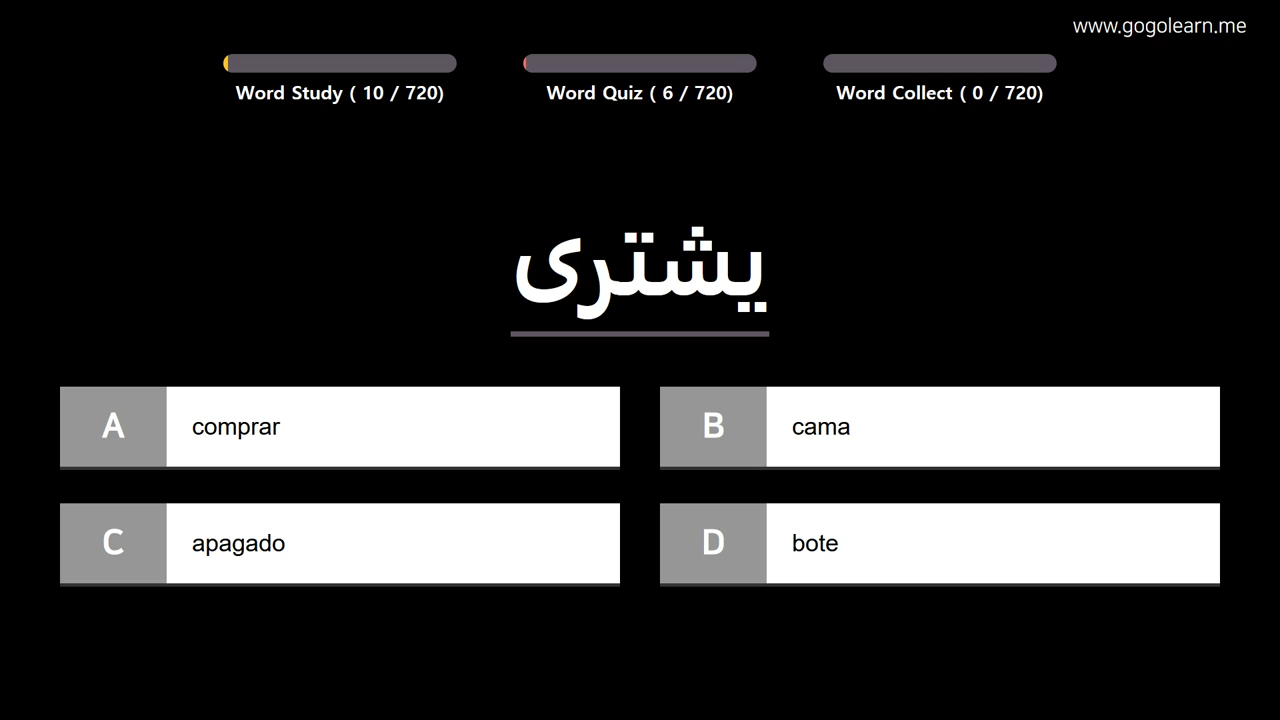 www.gogolearn.me
Word Study ( 10 / 720)
Word Quiz ( 6 / 720)
Word Collect ( 0 / 720)
يشترى
A
comprar
B
cama
C
apagado
D
bote